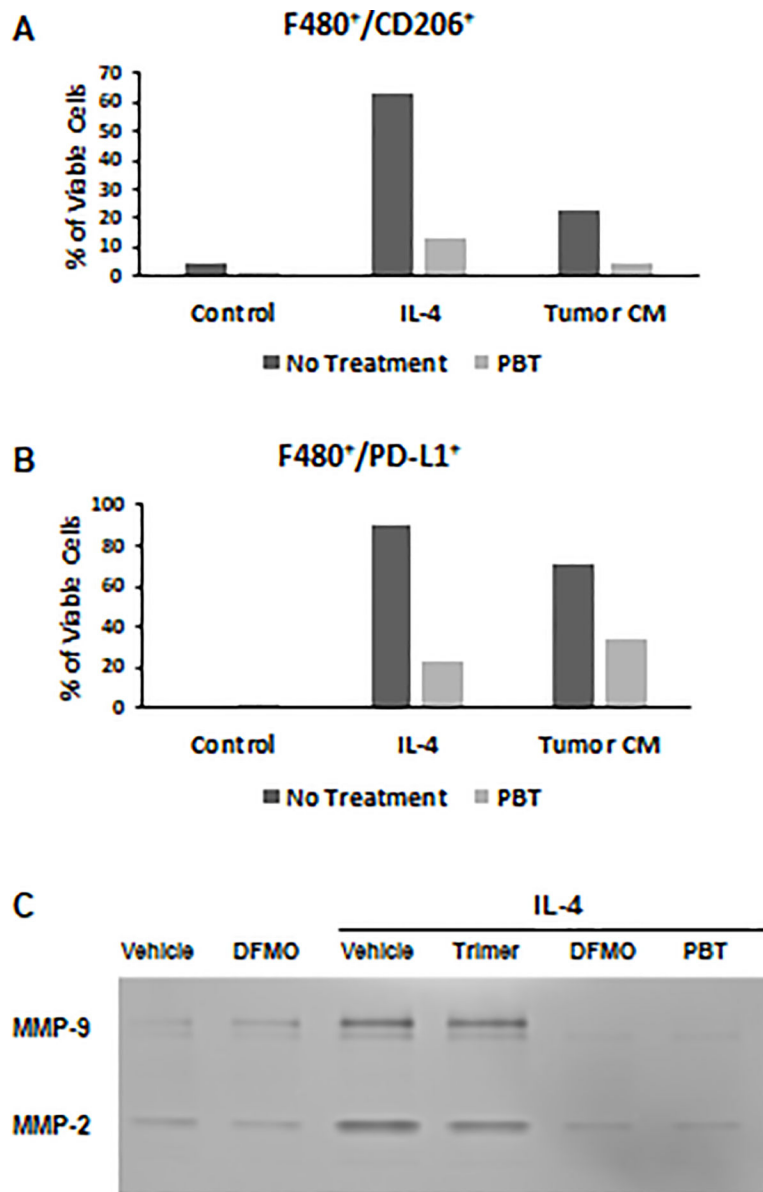 A
F480⁺/CD206⁺
% of Viable Cells
70
60
50
40
30
20
10
0
Control IL-4 Tumor CM
No Treatment PBT
B
F480⁺/PD-L1⁺
% of Viable Cells
100
80
60
40
20
0
Control IL-4 Tumor CM
No Treatment PBT
C
IL-4
Vehicle DFMO Vehicle Trimer DFMO PBT
MMP-9
MMP-2